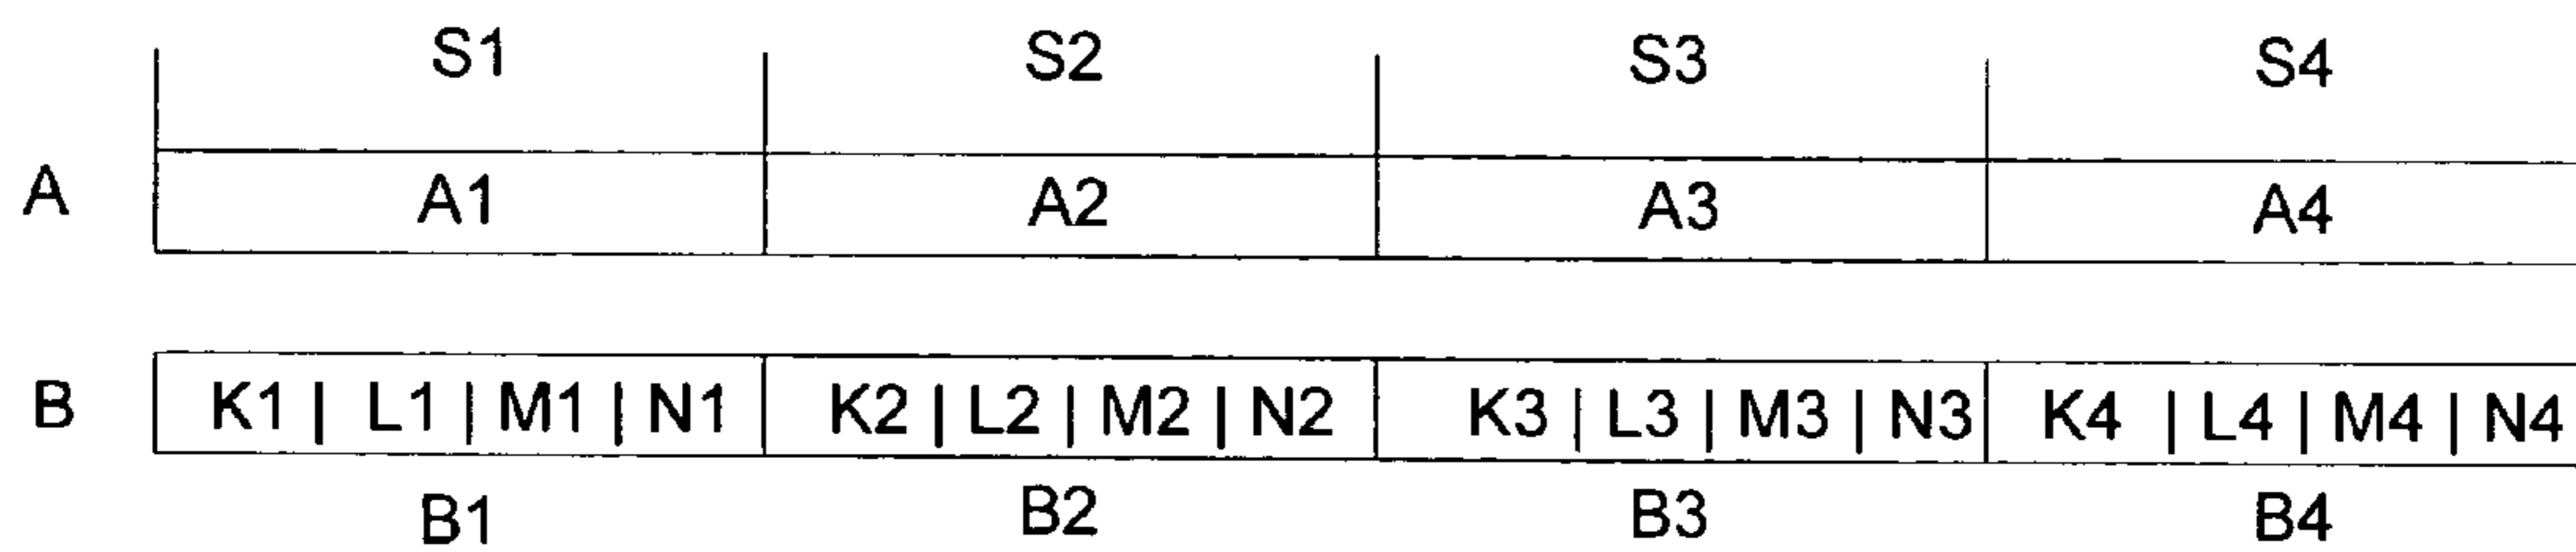 S1 S2 S3 S4
A A1 A2 A3 A4
B K1 | L1 | M1 | N1 K2 | L2 | M2 | N2 K3 | L3 | M3 | N3 K4 | L4 | M4 | N4
B1 B2 B3 B4